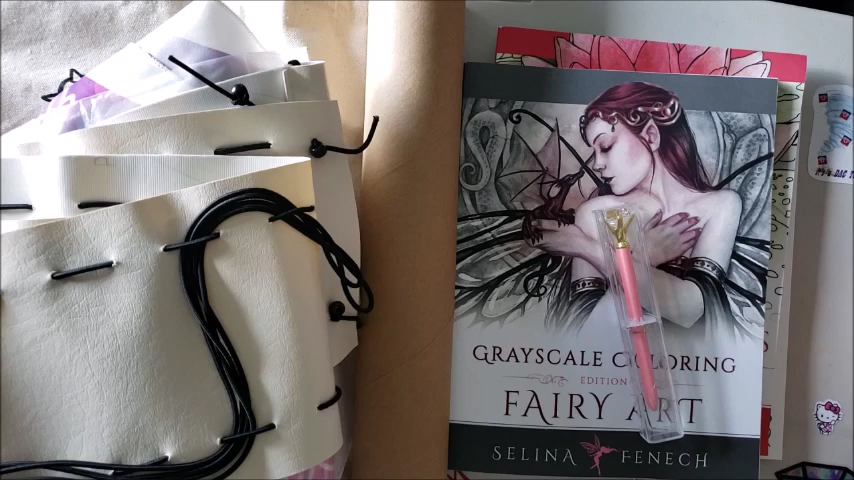 GRAYSCALE COLORING
EDITION
FAIRY ART
SELINA FENECH